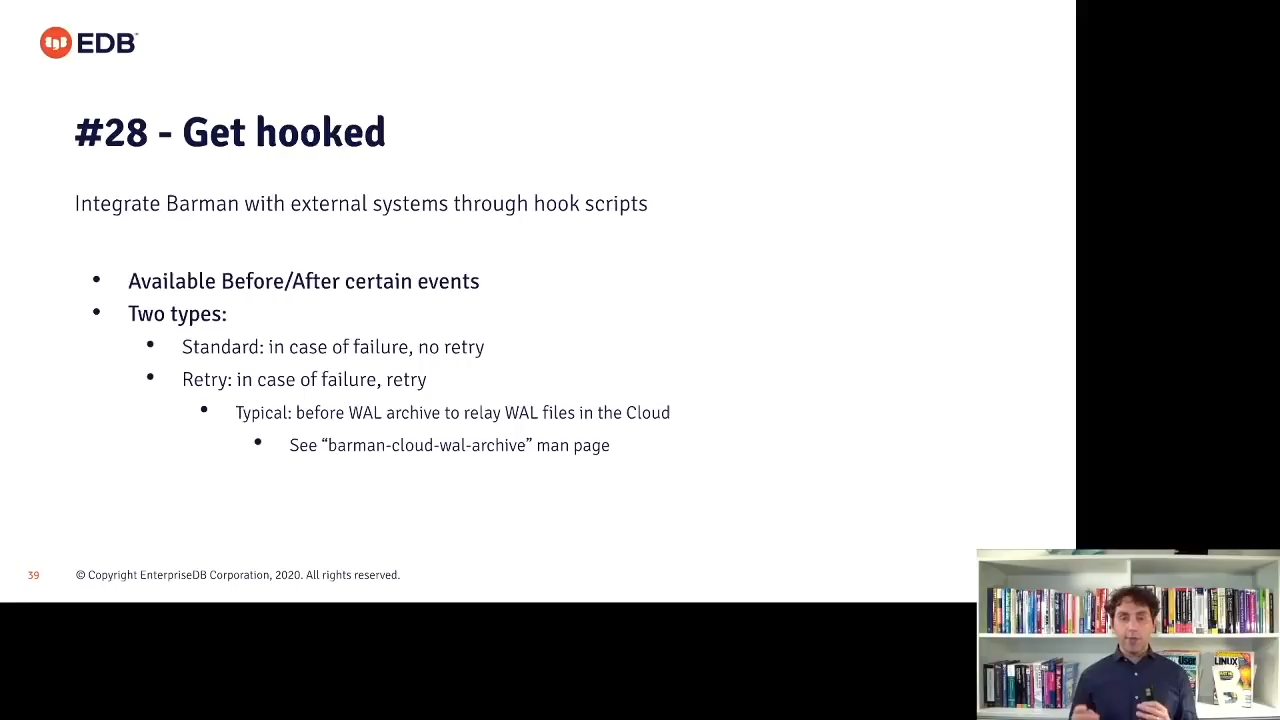 EDB
#28 - Get hooked
Integrate Barman with external systems through hook scripts
• Available Before/After certain events
• Two types:
• Standard: in case of failure, no retry
• Retry: in case of failure, retry
• Typical: before WAL archive to relay WAL files in the Cloud
• See “barman-cloud-wal-archive” man page
39
© Copyright EnterpriseDB Corporation, 2020. All rights reserved.
LINUX